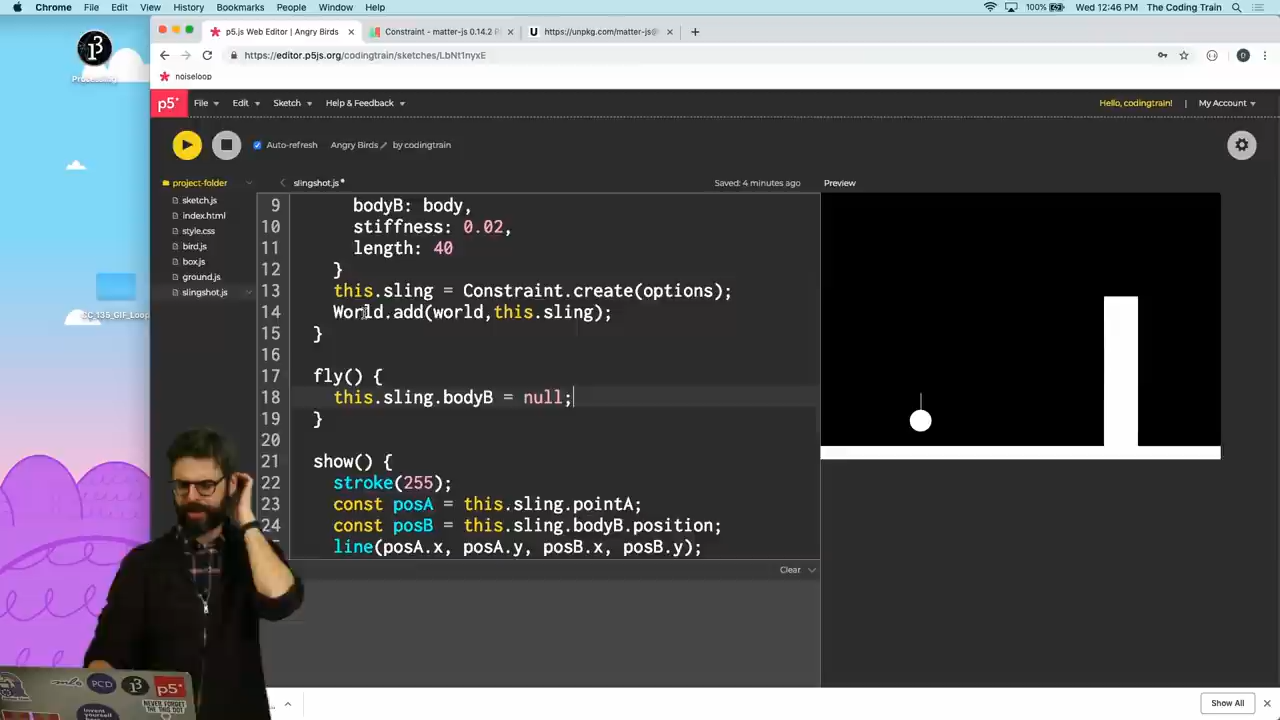 Chrome File Edit View History Bookmarks People Window Help 100% Wed 12:46 PM The Coding Train
p5.js Web Editor | Angry Birds × Constraint - matter-js 0.14.2 × https://unpkg.com/matter-js@ × +
https://editor.p5js.org/codingtrain/sketches/LbNt1nyxE
noiseloop
Processing
p5* File Edit Sketch Help & Feedback Hello, codingtrain! | My Account
Auto-refresh Angry Birds by codingtrain
project-folder
sketch.js
index.html
style.css
bird.js
box.js
ground.js
slingshot.js
CC_135_GIF_Loop
slingshot.js Saved: 4 minutes ago Preview
9 bodyB: body,
10 stiffness: 0.02,
11 length: 40
12 }
13 this.sling = Constraint.create(options);
14 World.add(world,this.sling);
15 }
16
17 fly() {
18 this.sling.bodyB = null;
19 }
20
21 show() {
22 stroke(255);
23 const posA = this.sling.pointA;
24 const posB = this.sling.bodyB.position;
line(posA.x, posA.y, posB.x, posB.y);
Clear
Show All
PCD
p5*
NEVER FORGET